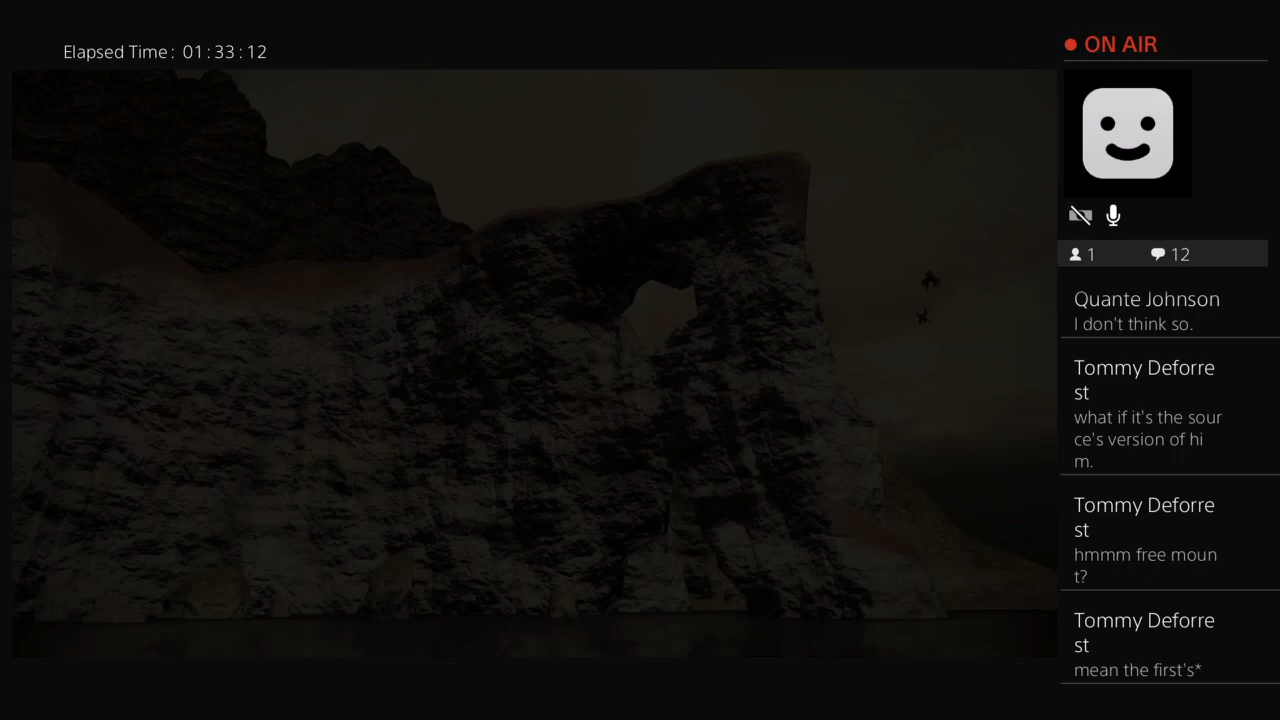 Elapsed Time: 01:33:12
ON AIR
1 12
Quante Johnson
I don't think so.
Tommy Deforre
st
what if it's the sour
ce's version of hi
m.
Tommy Deforre
st
hmmm free moun
t?
Tommy Deforre
st
mean the first's*